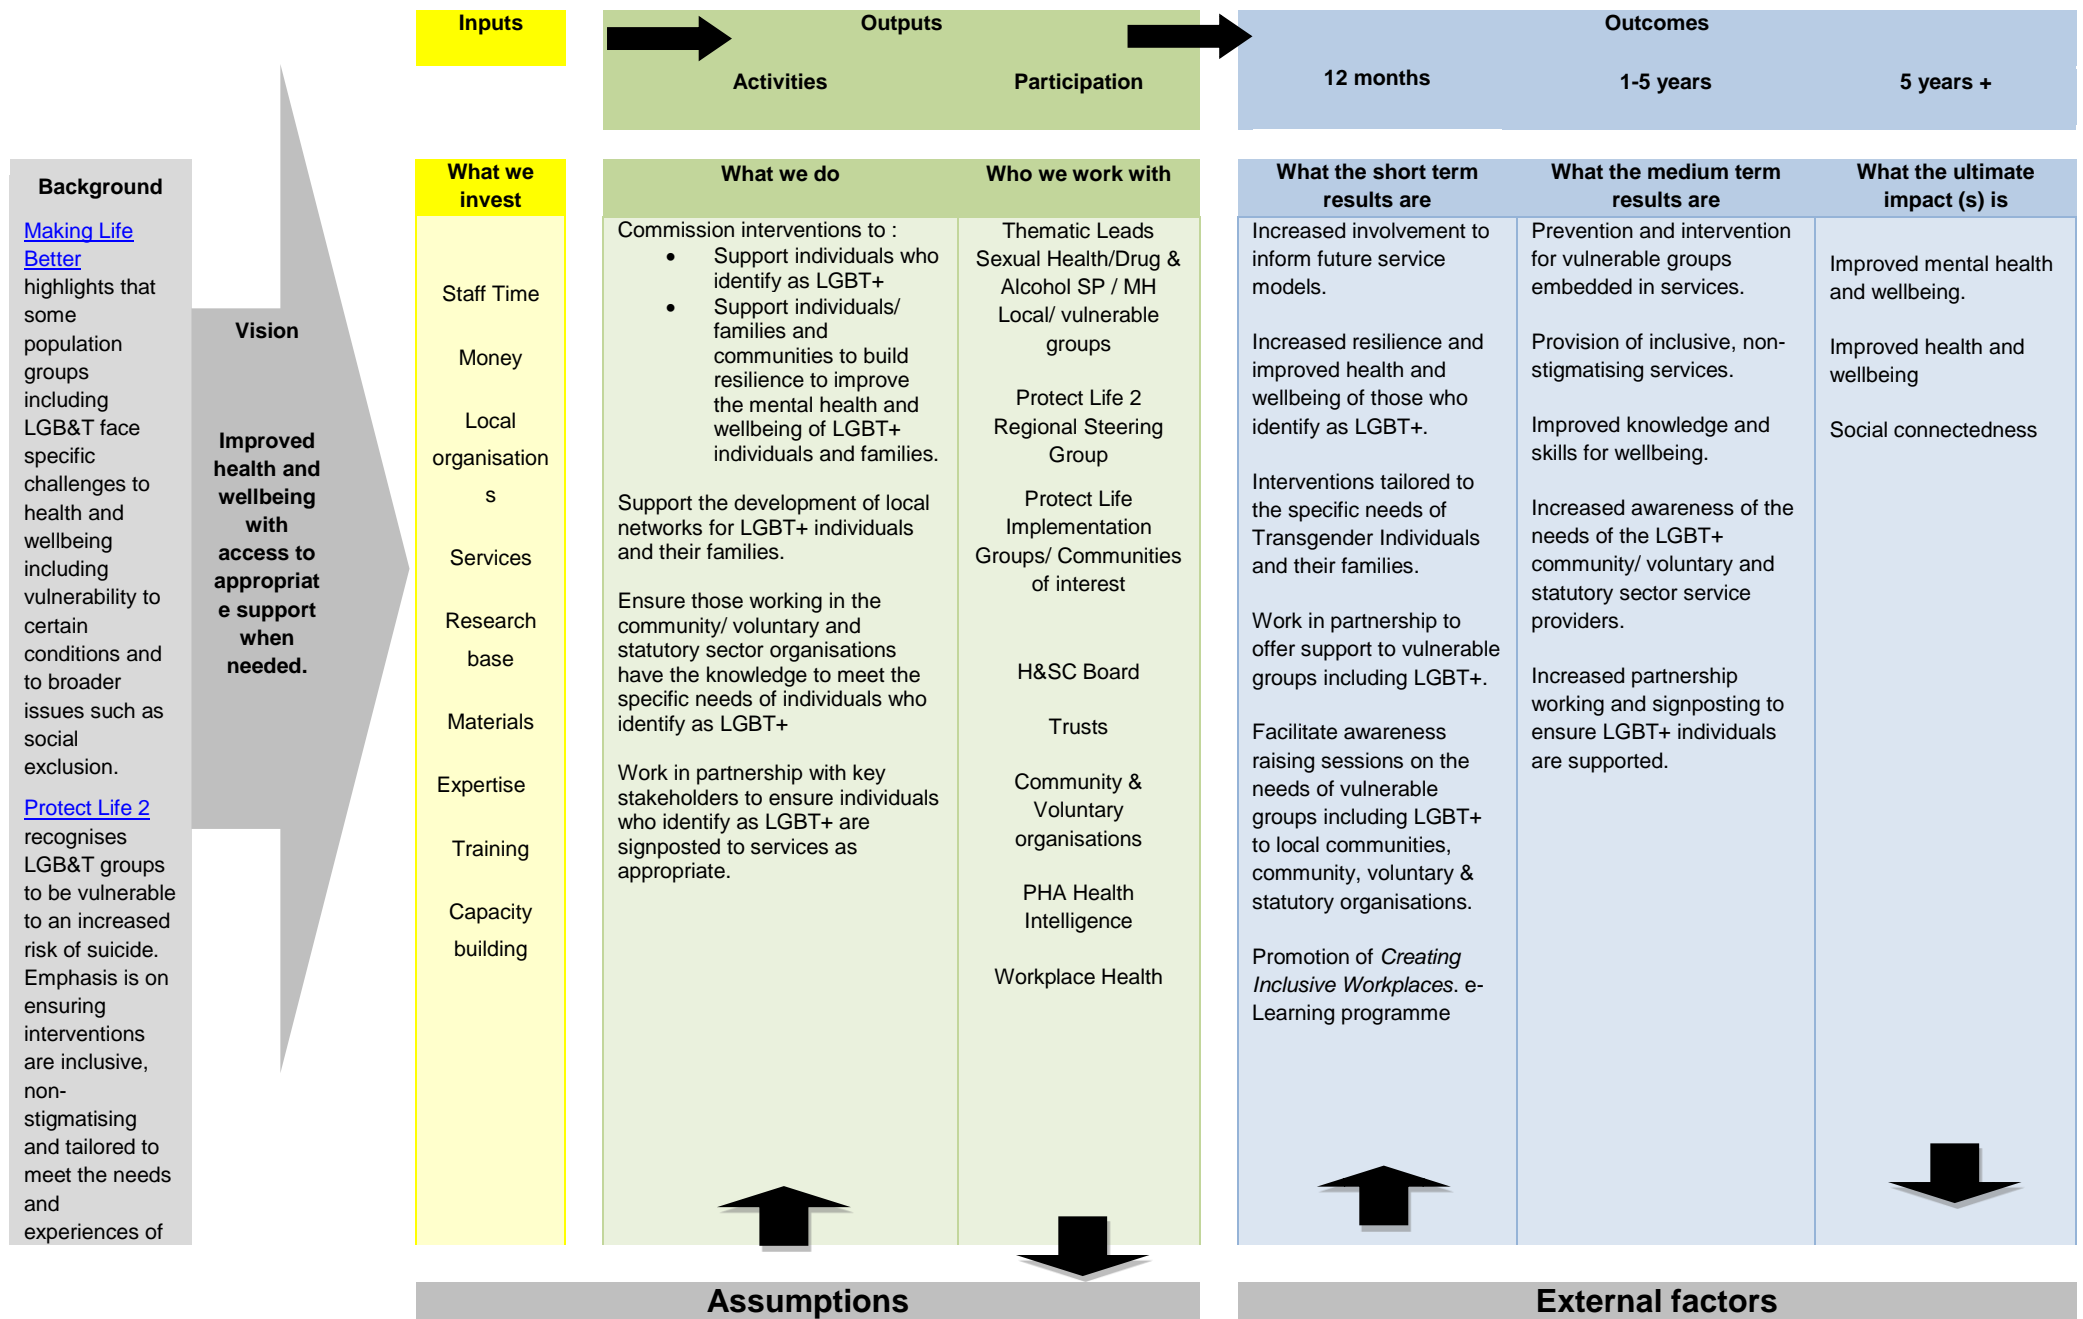 Inputs
Outputs
Activities
Participation
Outcomes
12 months
1-5 years
5 years +
Background
Making Life
Better
highlights that
some
population
groups
including
LGB&T face
specific
challenges to
health and
wellbeing
including
vulnerability to
certain
conditions and
to broader
issues such as
social
exclusion.
Protect Life 2
recognises
LGB&T groups
to be vulnerable
to an increased
risk of suicide.
Emphasis is on
ensuring
interventions
are inclusive,
non-
stigmatising
and tailored to
meet the needs
and
experiences of
Vision
Improved
health and
wellbeing
with
access to
appropriat
e support
when
needed.
What we
invest
Staff Time
Money
Local
organisation
s
Services
Research
base
Materials
Expertise
Training
Capacity
building
What we do
Commission interventions to :
• Support individuals who
identify as LGBT+
• Support individuals/
families and
communities to build
resilience to improve
the mental health and
wellbeing of LGBT+
individuals and families.
Support the development of local
networks for LGBT+ individuals
and their families.
Ensure those working in the
community/ voluntary and
statutory sector organisations
have the knowledge to meet the
specific needs of individuals who
identify as LGBT+
Work in partnership with key
stakeholders to ensure individuals
who identify as LGBT+ are
signposted to services as
appropriate.
Who we work with
Thematic Leads
Sexual Health/Drug &
Alcohol SP / MH
Local/ vulnerable
groups
Protect Life 2
Regional Steering
Group
Protect Life
Implementation
Groups/ Communities
of interest
H&SC Board
Trusts
Community &
Voluntary
organisations
PHA Health
Intelligence
Workplace Health
What the short term
results are
Increased involvement to
inform future service
models.
Increased resilience and
improved health and
wellbeing of those who
identify as LGBT+.
Interventions tailored to
the specific needs of
Transgender Individuals
and their families.
Work in partnership to
offer support to vulnerable
groups including LGBT+.
Facilitate awareness
raising sessions on the
needs of vulnerable
groups including LGBT+
to local communities,
community, voluntary &
statutory organisations.
Promotion of Creating
Inclusive Workplaces. e-
Learning programme
What the medium term
results are
Prevention and intervention
for vulnerable groups
embedded in services.
Provision of inclusive, non-
stigmatising services.
Improved knowledge and
skills for wellbeing.
Increased awareness of the
needs of the LGBT+
community/ voluntary and
statutory sector service
providers.
Increased partnership
working and signposting to
ensure LGBT+ individuals
are supported.
What the ultimate
impact (s) is
Improved mental health
and wellbeing.
Improved health and
wellbeing
Social connectedness
Assumptions
External factors